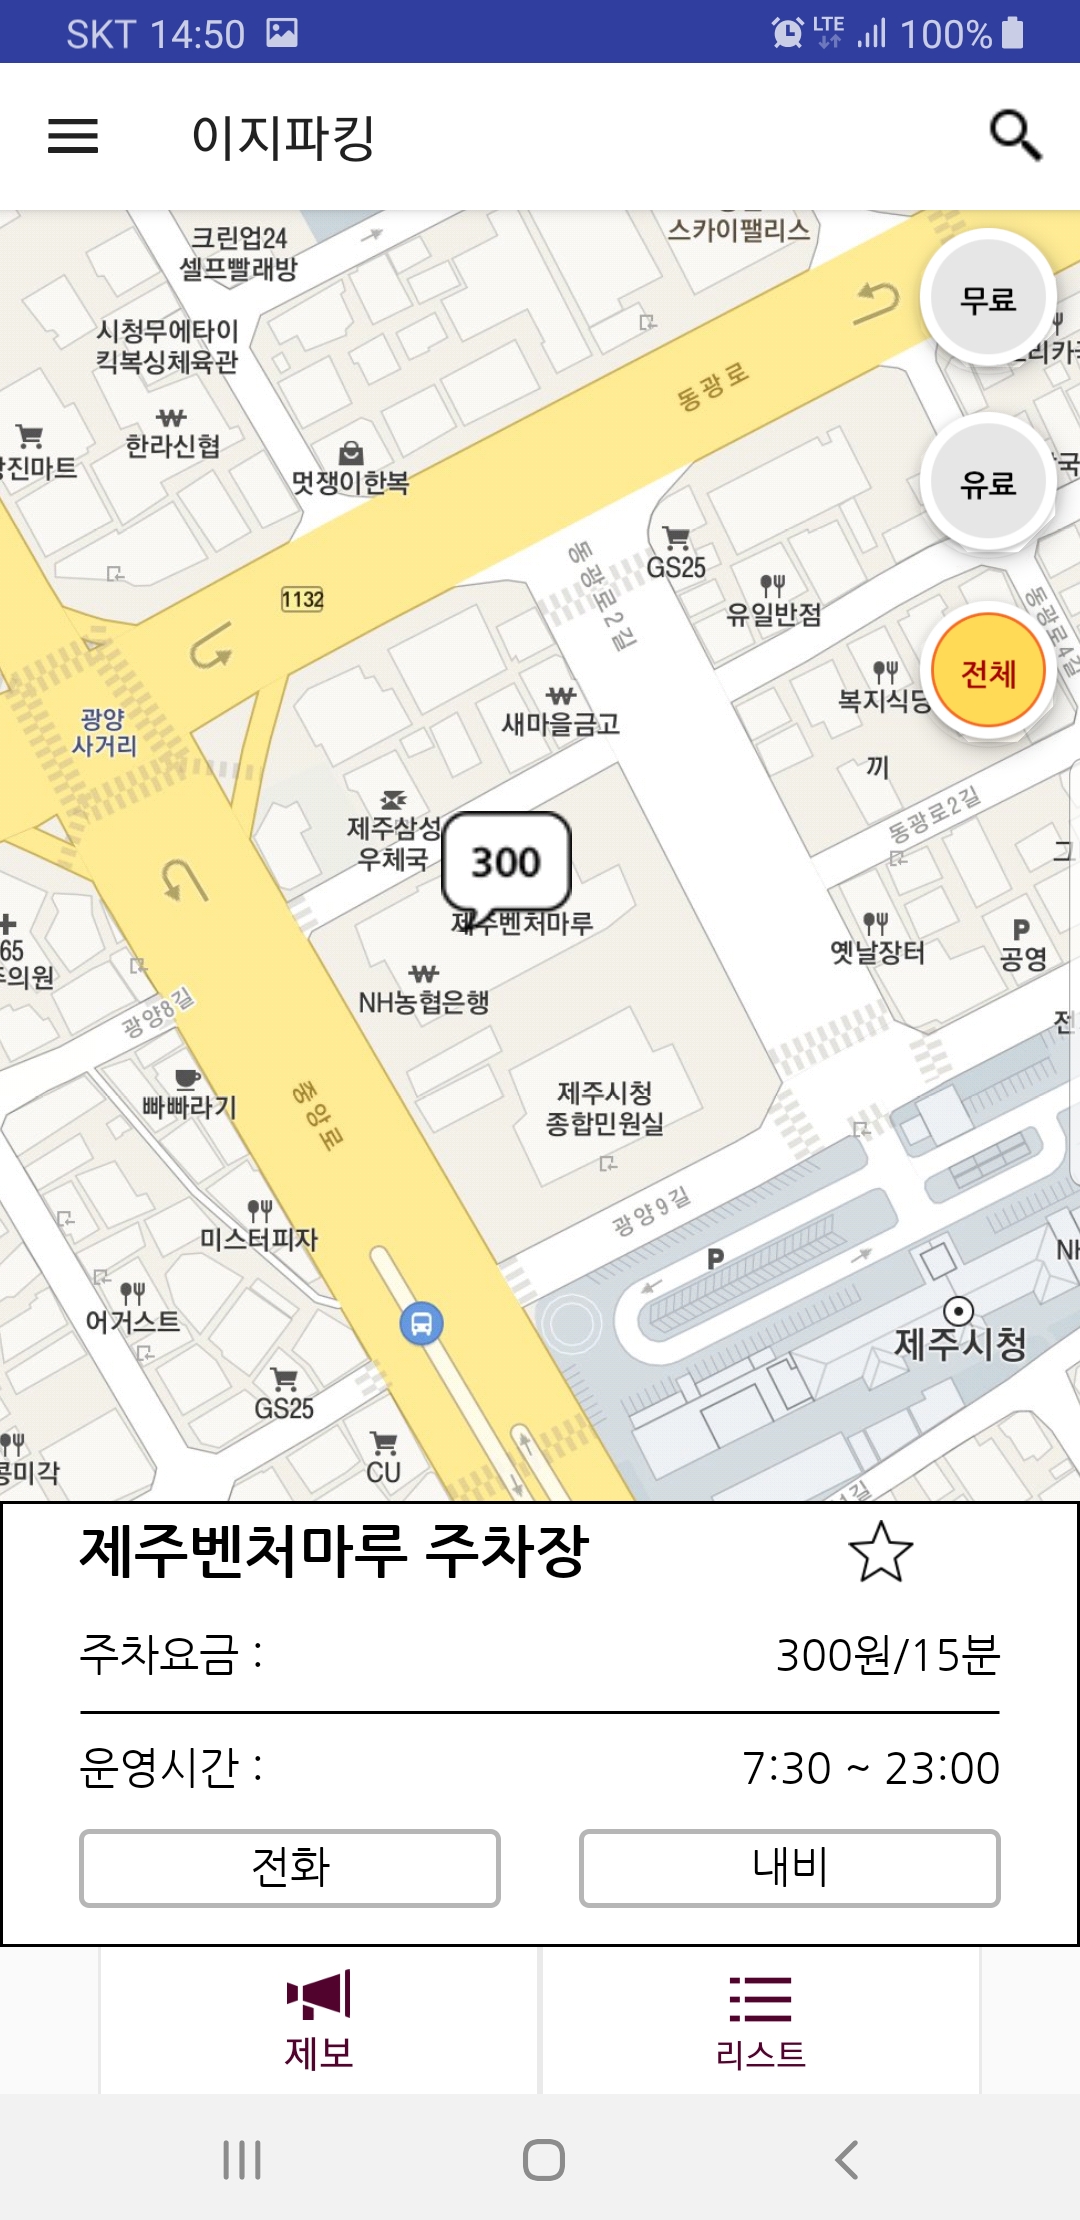 SKT 14:50
LTE
100%
이지파킹
크린업24
셀프빨래방
스카이팰리스
무료
시청무에타이
킥복싱체육관
동광로
한라신협
진마트
멋쟁이한복
유료
GS25
동광로2길
1132
유일반점
동광로4길
전체
복지식당
새마을금고
광양
사거리
끼
동광로2길
제주삼성
우체국
300
제주벤처마루
옛날장터
P
공영
65
의원
NH농협은행
광양8길
제주시청
종합민원실
빠빠라기
중앙로
광양9길
미스터피자
P
어거스트
제주시청
GS25
CU
미각
제주벤처마루 주차장
주차요금 :
300원/15분
운영시간 :
7:30 ~ 23:00
전화
내비
제보
리스트